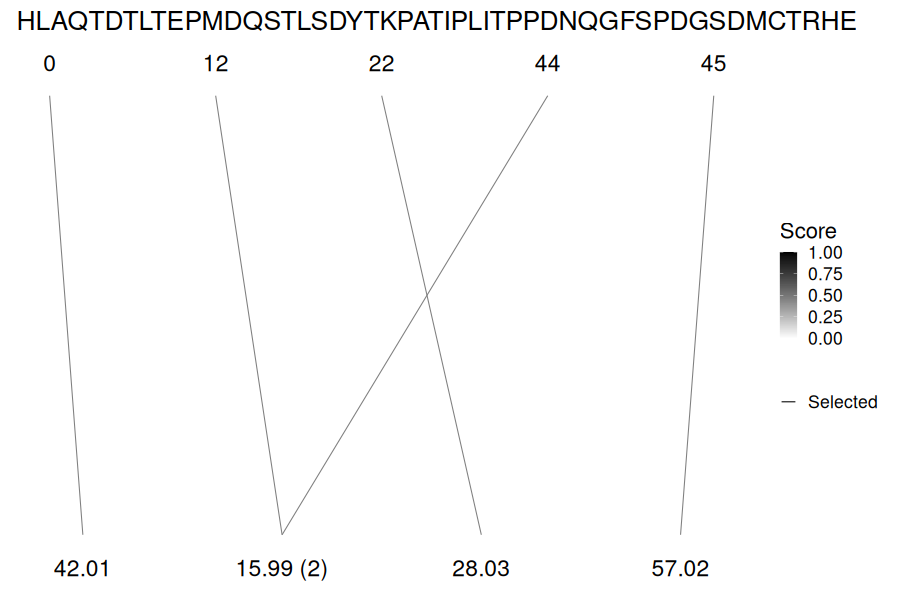 HLAQTDTLTEPMDQSTLSDYTKPATIPLITPPDNQGFSPDGSDMCTRHE
0 12 22 44 45
Score
1.00
0.75
0.50
0.25
0.00
Selected
42.01 15.99 (2) 28.03 57.02